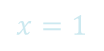 x = 1